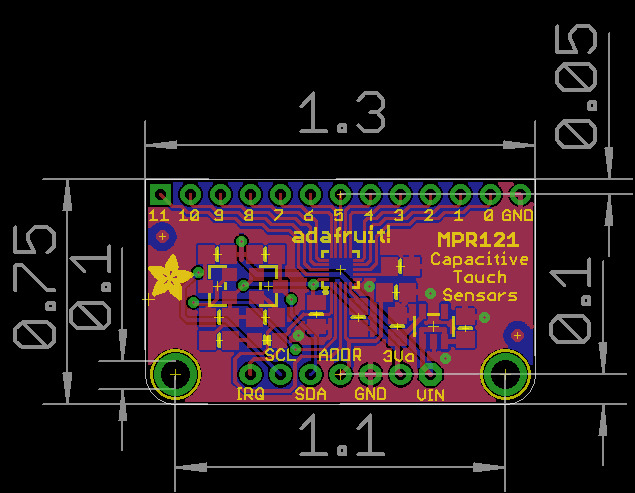 0.05
1.3
11 10 9 8 7 6 5 4 3 2 1 0 GND
adafruit!
MPR121
Capacitive
Touch
Sensors
0.75
0.1
0.1
SCL ADDR 3Vo
IRQ SDA GND VIN
1.1